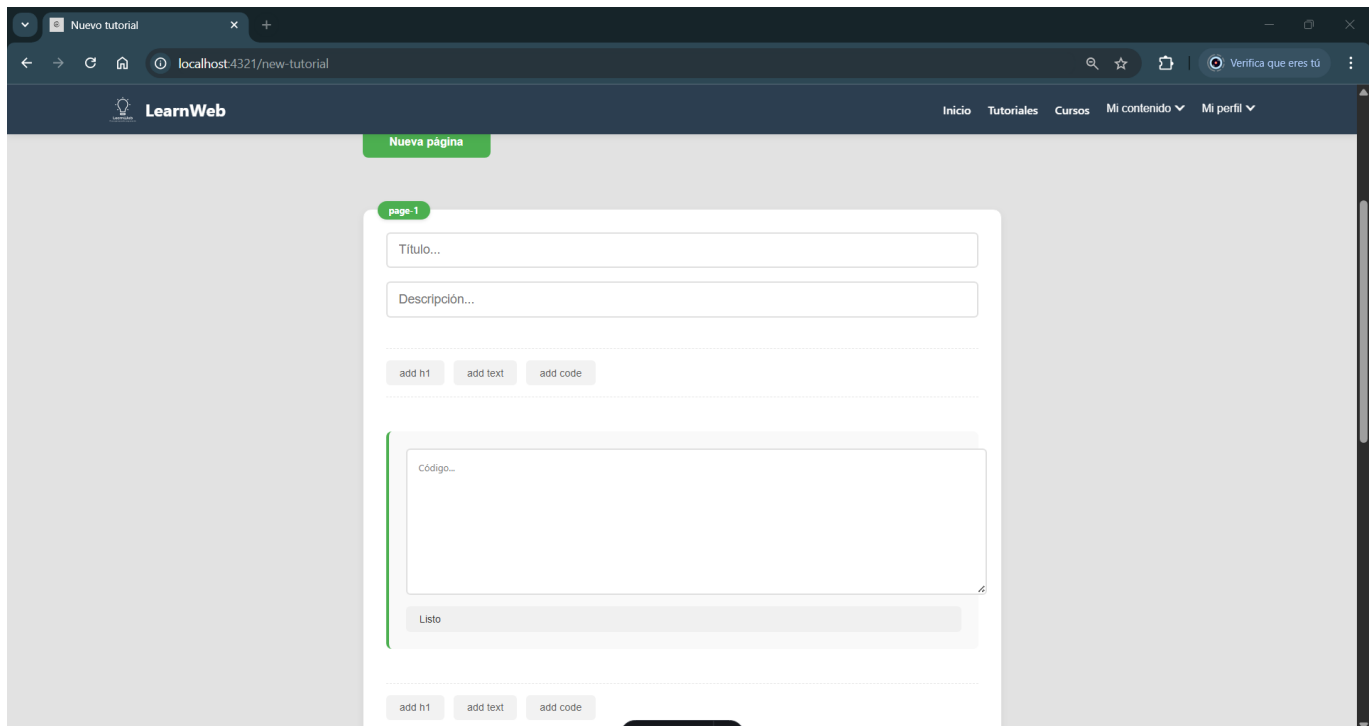 Nuevo tutorial
localhost:4321/new-tutorial
Verifica que eres tú
LearnWeb
Inicio Tutoriales Cursos Mi contenido Mi perfil
Nueva página
page-1
Título...
Descripción...
add h1 add text add code
Código...
Listo
add h1 add text add code